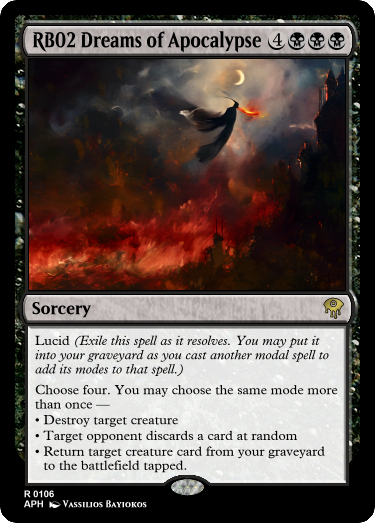 RB02 Dreams of Apocalypse 4
Sorcery
Lucid (Exile this spell as it resolves. You may put it
into your graveyard as you cast another modal spell to
add its modes to that spell.)
Choose four. You may choose the same mode more
than once —
• Destroy target creature
• Target opponent discards a card at random
• Return target creature card from your graveyard
to the battlefield tapped.
R 0106
APH Vassilios Bayiokos